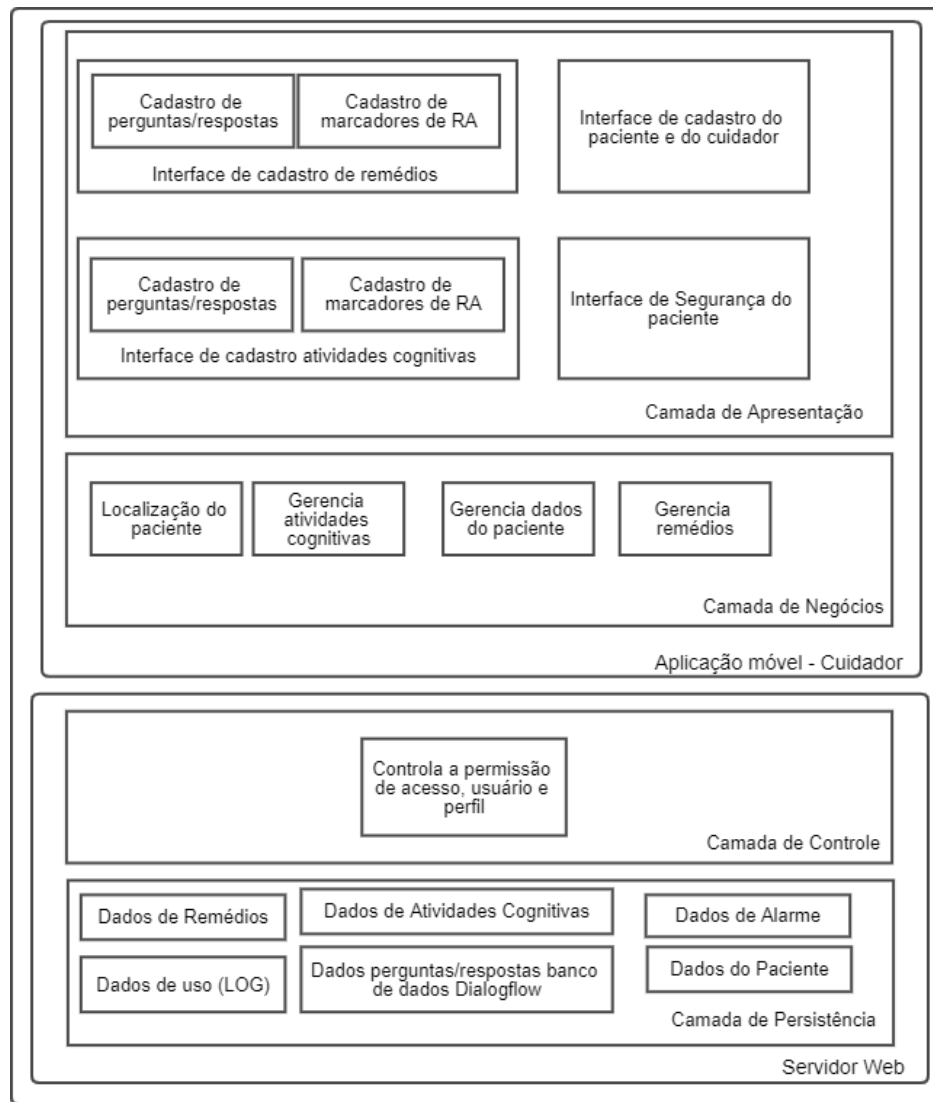 Cadastro de
perguntas/respostas
Cadastro de
marcadores de RA
Interface de cadastro de remédios
Interface de cadastro do
paciente e do cuidador
Cadastro de
perguntas/respostas
Cadastro de
marcadores de RA
Interface de cadastro atividades cognitivas
Interface de Segurança do
paciente
Camada de Apresentação
Localização do
paciente
Gerencia
atividades
cognitivas
Gerencia dados
do paciente
Gerencia
remédios
Camada de Negócios
Aplicação móvel - Cuidador
Controla a permissão
de acesso, usuário e
perfil
Camada de Controle
Dados de Remédios
Dados de Atividades Cognitivas
Dados de Alarme
Dados de uso (LOG)
Dados perguntas/respostas banco
de dados Dialogflow
Dados do Paciente
Camada de Persistência
Servidor Web